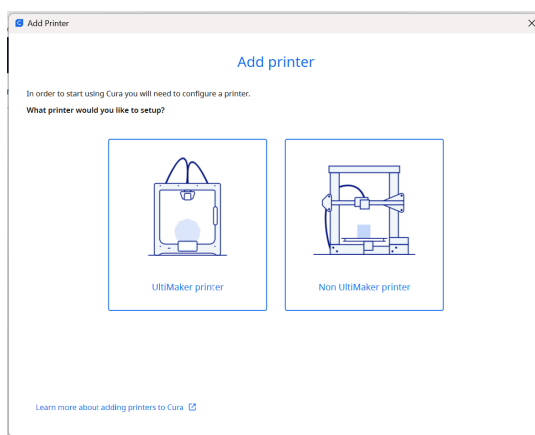 Add Printer
Add printer
In order to start using Cura you will need to configure a printer.
What printer would you like to setup?
UltiMaker printer
Non UltiMaker printer
Learn more about adding printers to Cura